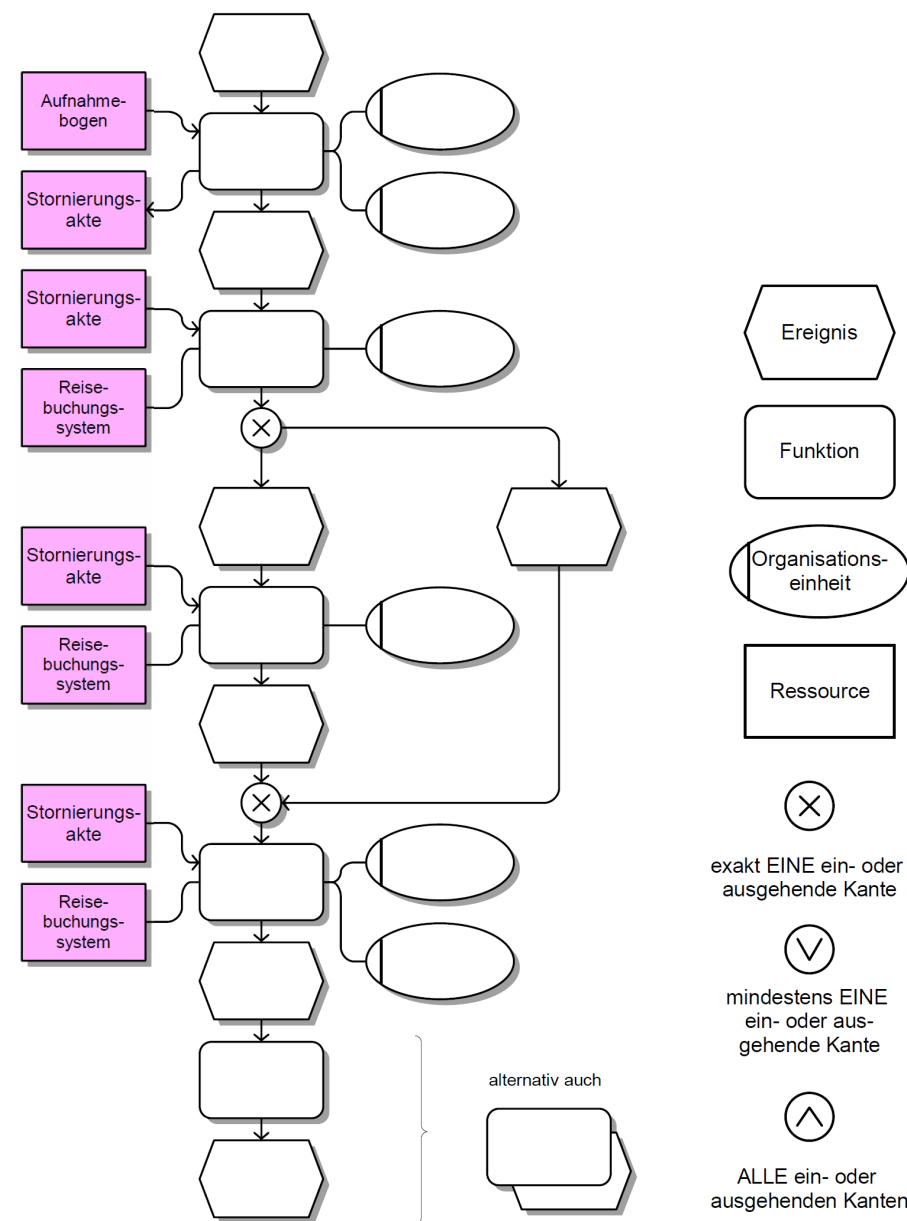 Aufnahme-
bogen
Stornierungs-
akte
Stornierungs-
akte
Reise-
buchungs-
system
Stornierungs-
akte
Reise-
buchungs-
system
Stornierungs-
akte
Reise-
buchungs-
system
alternativ auch
Ereignis
Funktion
Organisations-
einheit
Ressource
exakt EINE ein- oder
ausgehende Kante
mindestens EINE
ein- oder aus-
gehende Kante
ALLE ein- oder
ausgehenden Kanten